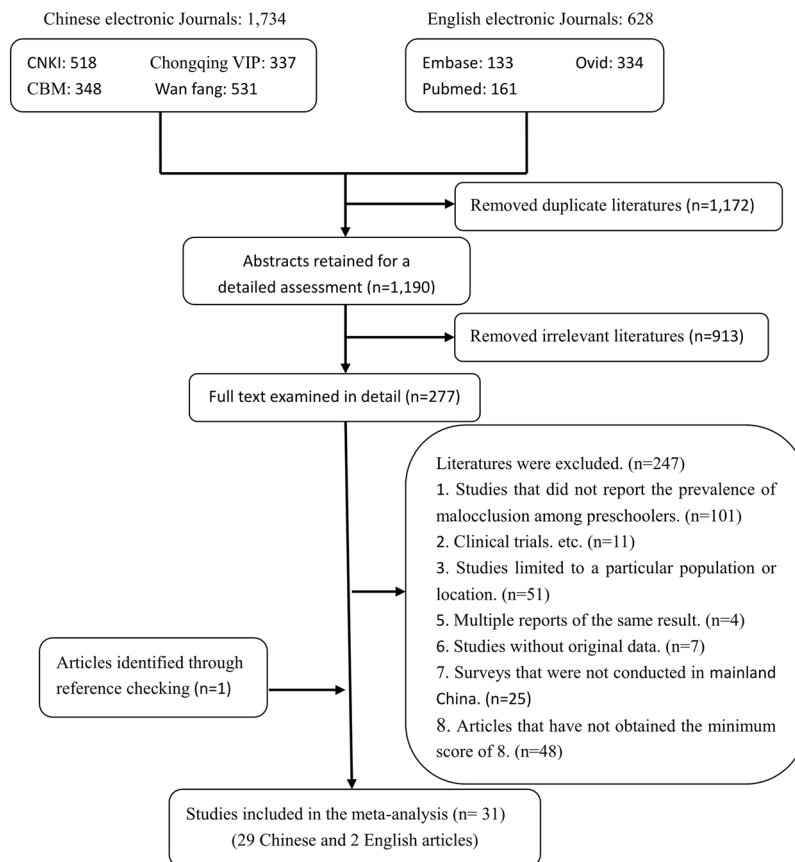 Chinese electronic Journals: 1,734
English electronic Journals: 628
CNKI: 518 Chongqing VIP: 337
CBM: 348 Wan fang: 531
Embase: 133 Ovid: 334
Pubmed: 161
Removed duplicate literatures (n=1,172)
Abstracts retained for a
detailed assessment (n=1,190)
Removed irrelevant literatures (n=913)
Full text examined in detail (n=277)
Literatures were excluded. (n=247)
1. Studies that did not report the prevalence of
malocclusion among preschoolers. (n=101)
2. Clinical trials. etc. (n=11)
3. Studies limited to a particular population or
location. (n=51)
5. Multiple reports of the same result. (n=4)
6. Studies without original data. (n=7)
7. Surveys that were not conducted in mainland
China. (n=25)
8. Articles that have not obtained the minimum
score of 8. (n=48)
Articles identified through
reference checking (n=1)
Studies included in the meta-analysis (n= 31)
(29 Chinese and 2 English articles)